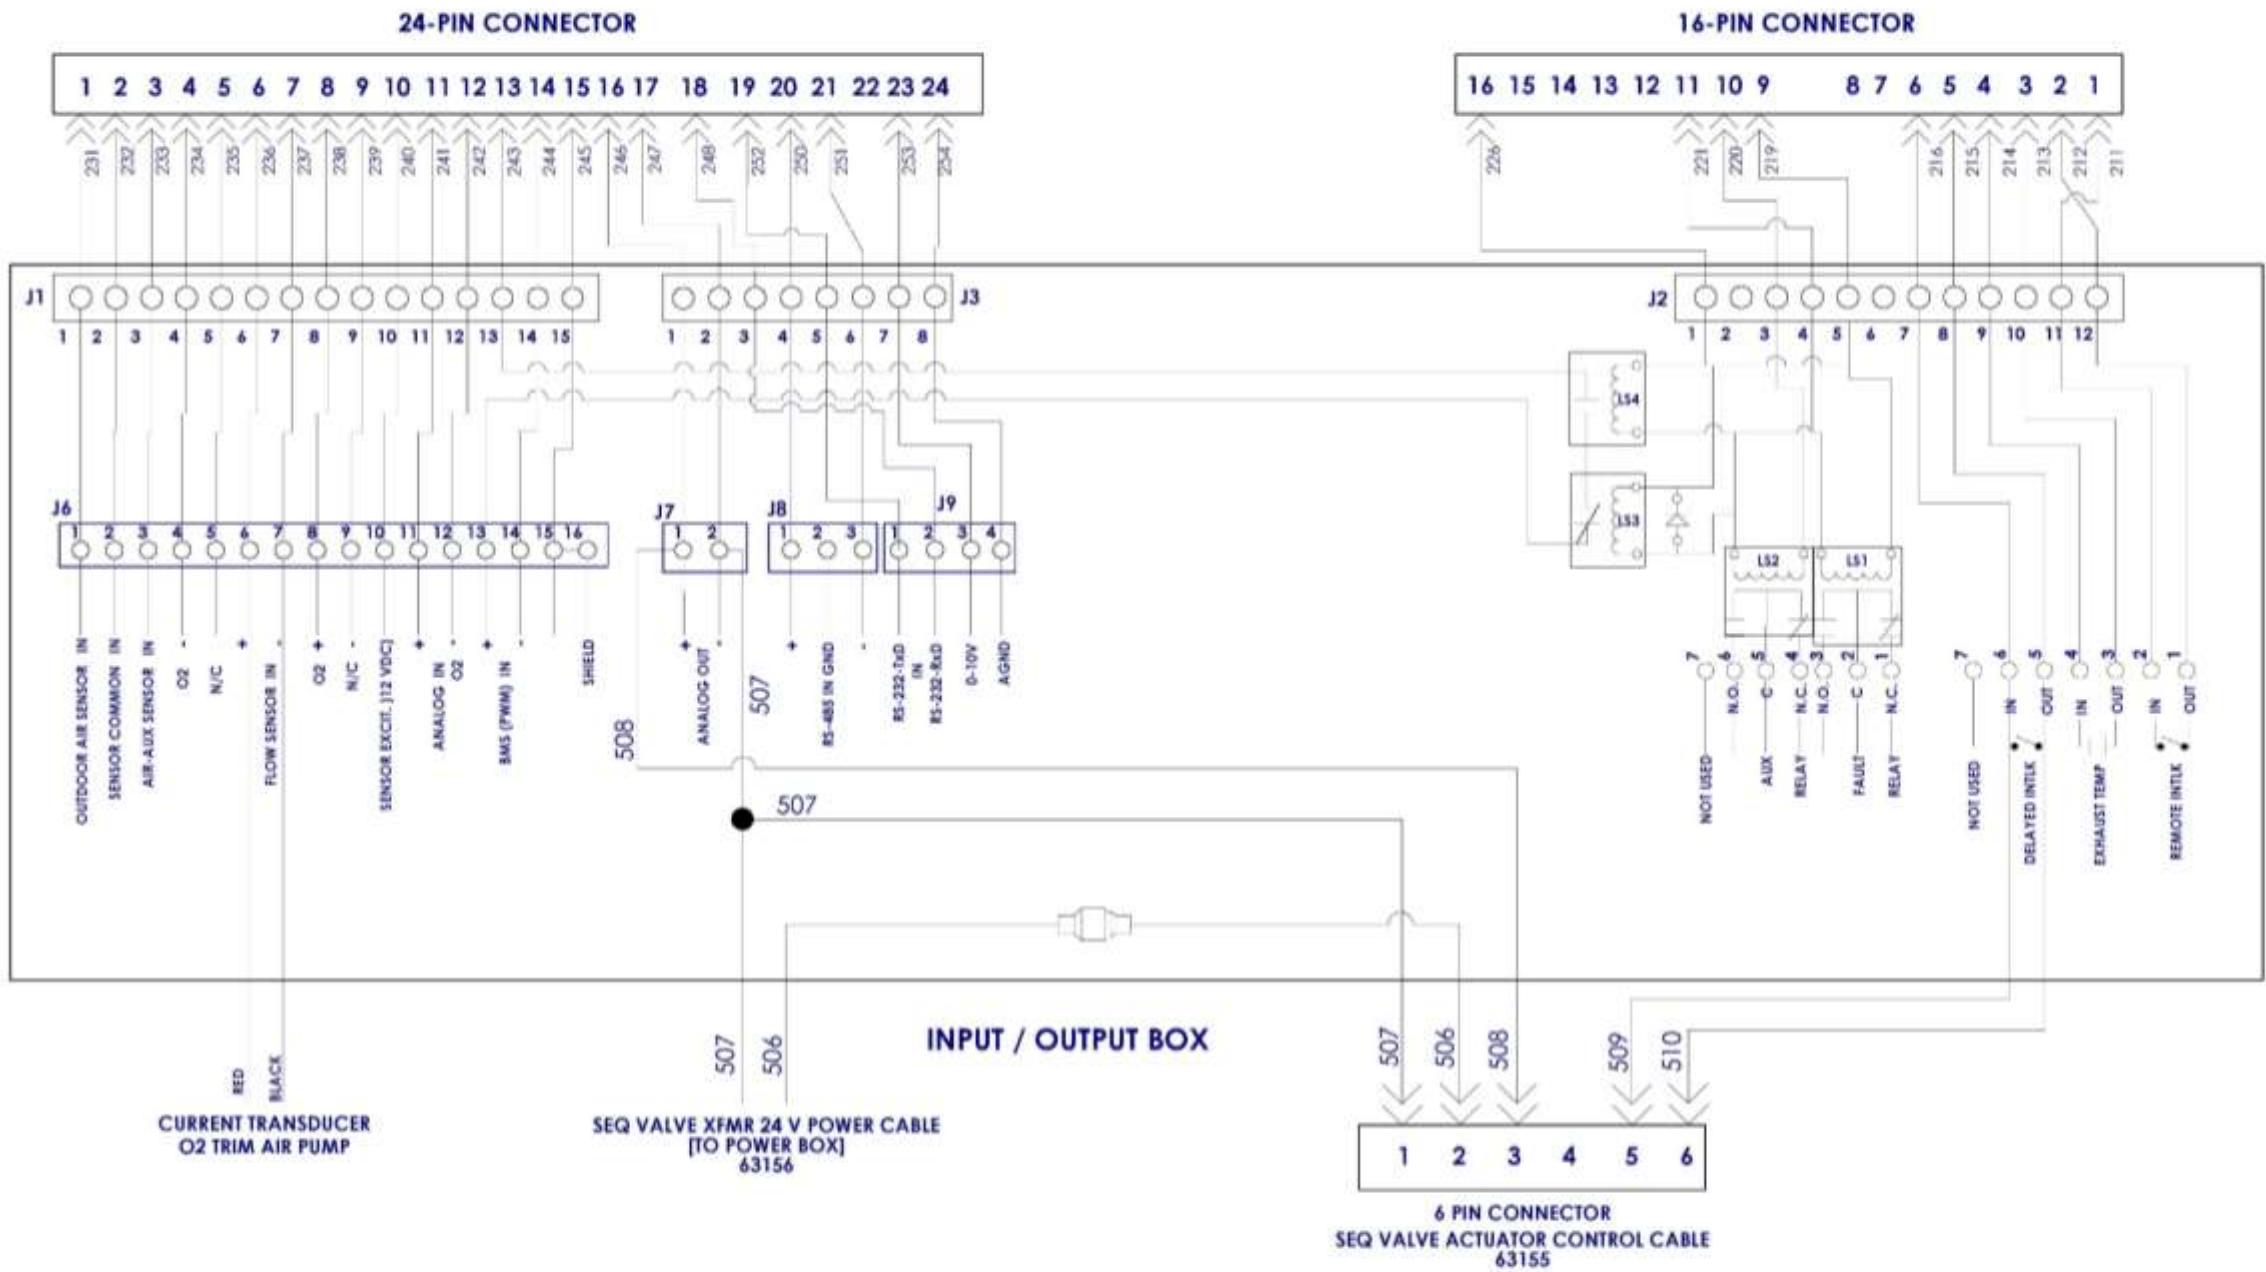 24-PIN CONNECTOR
16-PIN CONNECTOR
1 2 3 4 5 6 7 8 9 10 11 12 13 14 15 16 17 18 19 20 21 22 23 24
16 15 14 13 12 11 10 9 8 7 6 5 4 3 2 1
231 232 233 234 235 236 237 238 239 240 241 242 243 244 245 246 247 248 252 250 251 253 254
226 221 220 219 216 215 214 213 212 211
J1
J3
J2
1 2 3 4 5 6 7 8 9 10 11 12 13 14 15
1 2 3 4 5 6 7 8
1 2 3 4 5 6 7 8 9 10 11 12
LS4
LS3
LS2
LS1
J6
J7
J8
J9
1 2 3 4 5 6 7 8 9 10 11 12 13 14 15 16
1 2
1 2 3
1 2 3 4
OUTDOOR AIR SENSOR IN
SENSOR COMMON IN
AIR-AUX SENSOR IN
- O2
N/C
+
FLOW SENSOR IN -
O2 +
N/C -
SENSOR EXCIT. ]12 VDC]
+
ANALOG IN
O2 -
+
BMS (PWM) IN
-
SHIELD
+
ANALOG OUT
-
507
508
+
RS-485 IN GND
-
RS-232-TxD
IN
RS-232-RxD
0-10V
AGND
7 6 5 4 3 2 1
N.O. C N.C. N.O. C N.C.
NOT USED
AUX
RELAY
FAULT
RELAY
7 6 5 4 3 2 1
IN OUT IN OUT IN OUT
NOT USED
DELAYED INTLK
EXHAUST TEMP
REMOTE INTLK
507
INPUT / OUTPUT BOX
RED
BLACK
CURRENT TRANSDUCER
O2 TRIM AIR PUMP
507
506
SEQ VALVE XFMR 24 V POWER CABLE
[TO POWER BOX]
63156
507 506 508 509 510
1 2 3 4 5 6
6 PIN CONNECTOR
SEQ VALVE ACTUATOR CONTROL CABLE
63155